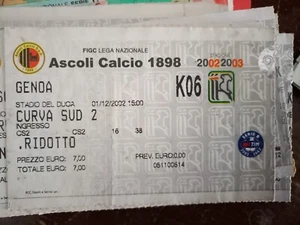 FIGC LEGA NAZIONALE
Ascoli Calcio 1898
2002 2003
GENOA
K06
STADIO DEL DUCA 01/12/2002 15:00
CURVA SUD 2
INGRESSO
CS2 CS2 16 38
.RIDOTTO
PREZZO EURO: 7,00 PREV. EURO:0,00
TOTALE EURO: 7,00 051100614